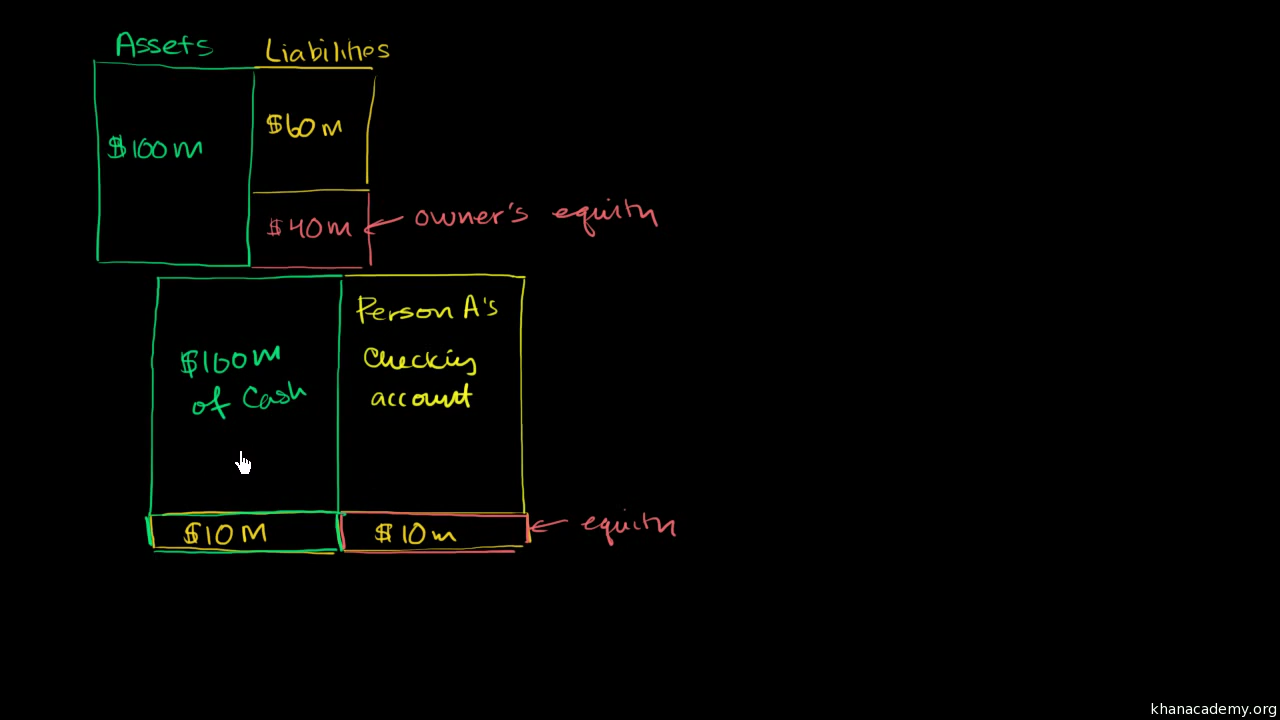 Assets Liabilities
$100M $60M
$40M ← owner's equity
Person A's
$100M Checking
of Cash account
$10M $10m ← equity
khanacademy.org